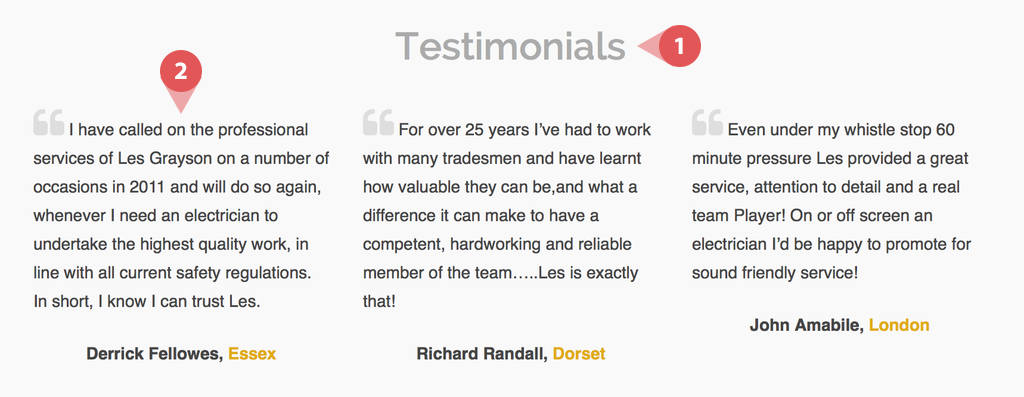 Testimonials
1
2
I have called on the professional
services of Les Grayson on a number of
occasions in 2011 and will do so again,
whenever I need an electrician to
undertake the highest quality work, in
line with all current safety regulations.
In short, I know I can trust Les.
Derrick Fellowes, Essex
For over 25 years I’ve had to work
with many tradesmen and have learnt
how valuable they can be,and what a
difference it can make to have a
competent, hardworking and reliable
member of the team…..Les is exactly
that!
Richard Randall, Dorset
Even under my whistle stop 60
minute pressure Les provided a great
service, attention to detail and a real
team Player! On or off screen an
electrician I’d be happy to promote for
sound friendly service!
John Amabile, London